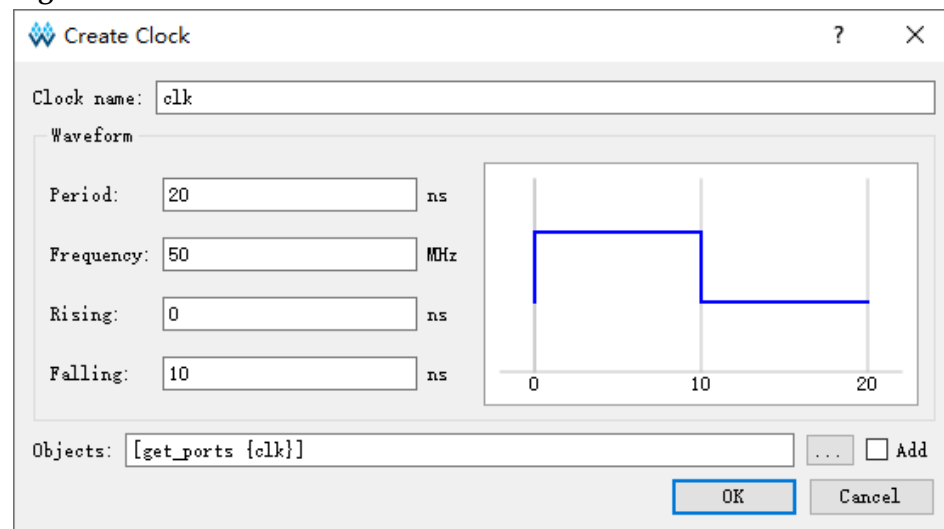 Create Clock ? ×
Clock name: clk
Waveform
Period: 20 ns
Frequency: 50 MHz
Rising: 0 ns
Falling: 10 ns
0 10 20
Objects: [get_ports {clk}] ... Add
OK Cancel